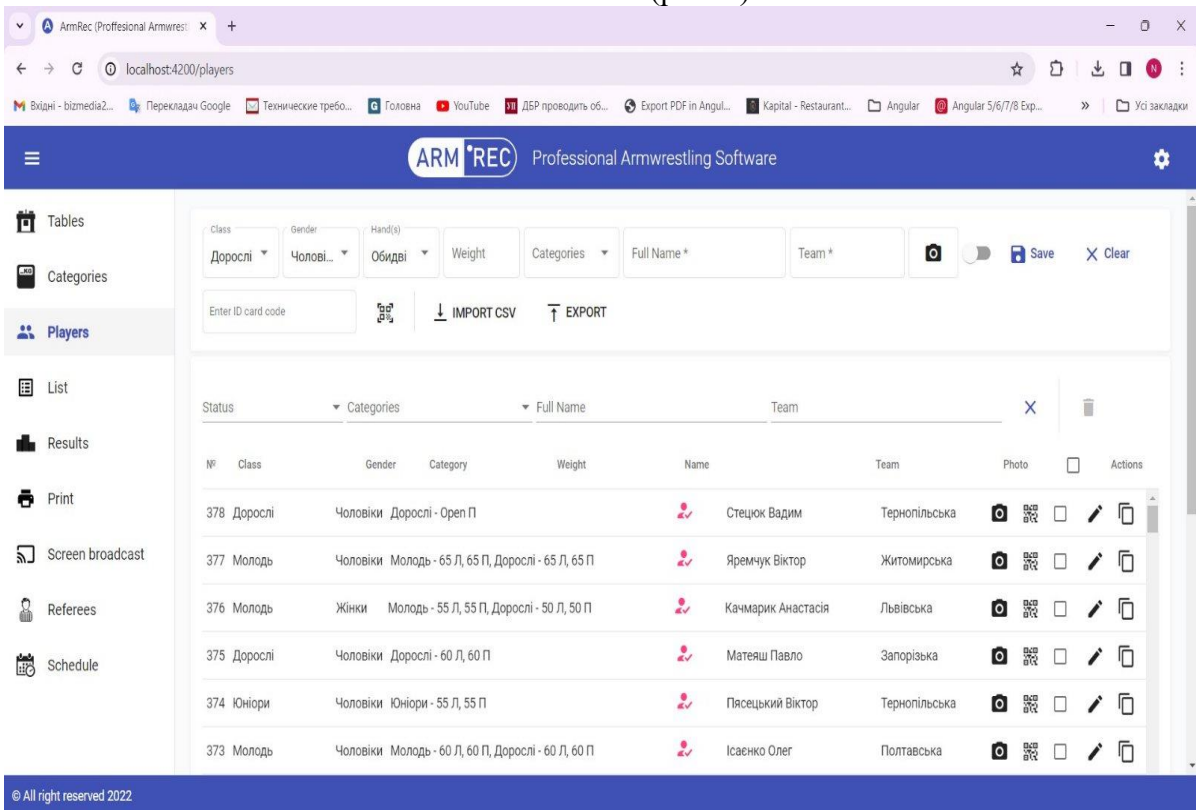 ArmRec (Proffesional Armwrest
localhost:4200/players
Вхідні - bizmedia2... Перекладач Google Технические требо... Головна YouTube ДБР проводить об... Export PDF in Angul... Kapital - Restaurant... Angular Angular 5/6/7/8 Exp... » Усі закладки
ARM REC Professional Armwrestling Software
Tables
Categories
Players
List
Results
Print
Screen broadcast
Referees
Schedule
Class Gender Hand(s)
Дорослі Чолові... Обидві Weight Categories Full Name * Team * Save Clear
Enter ID card code IMPORT CSV EXPORT
Status Categories Full Name Team
№ Class Gender Category Weight Name Team Photo Actions
378 Дорослі Чоловіки Дорослі - Open П Стецюк Вадим Тернопільська
377 Молодь Чоловіки Молодь - 65 Л, 65 П, Дорослі - 65 Л, 65 П Яремчук Віктор Житомирська
376 Молодь Жінки Молодь - 55 Л, 55 П, Дорослі - 50 Л, 50 П Качмарик Анастасія Львівська
375 Дорослі Чоловіки Дорослі - 60 Л, 60 П Матеяш Павло Запорізька
374 Юніори Чоловіки Юніори - 55 Л, 55 П Пясецький Віктор Тернопільська
373 Молодь Чоловіки Молодь - 60 Л, 60 П, Дорослі - 60 Л, 60 П Ісаєнко Олег Полтавська
© All right reserved 2022